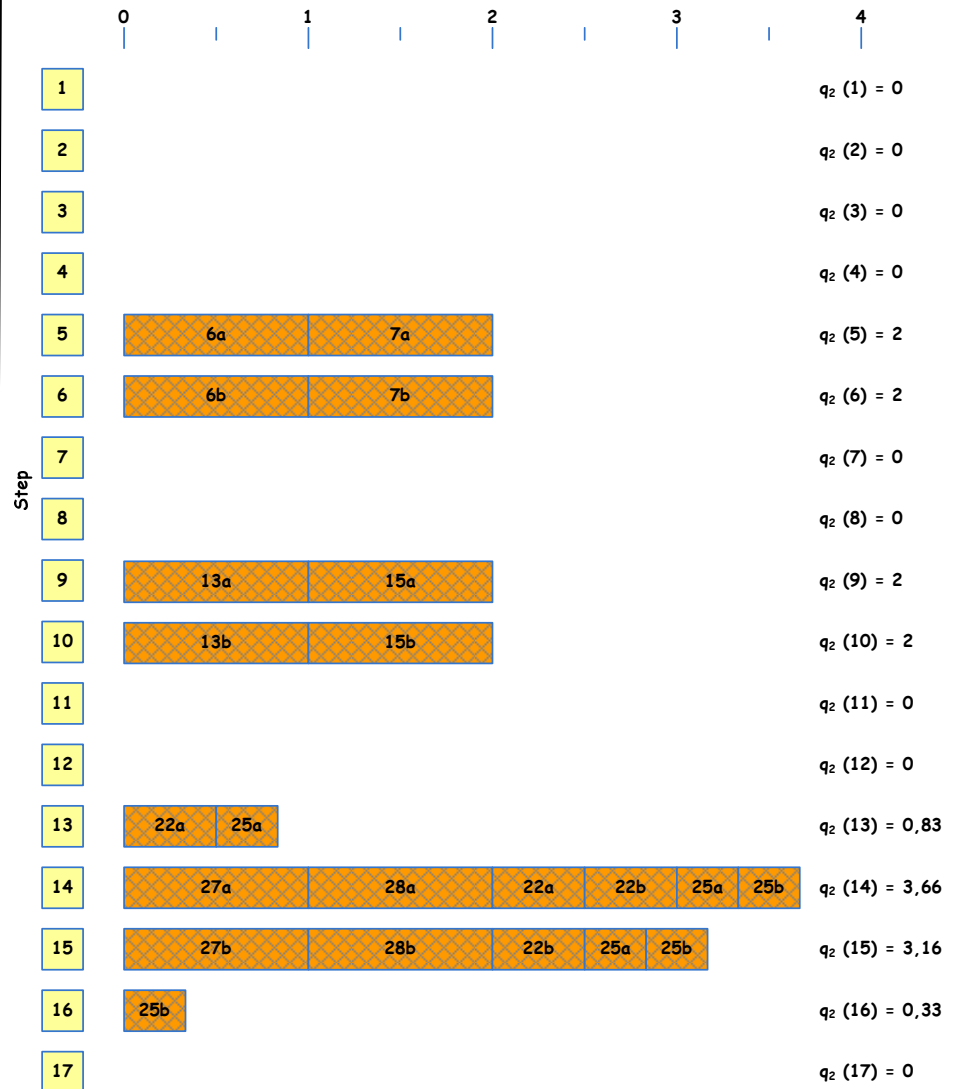 0 1 2 3 4
1 q₂ (1) = 0
2 q₂ (2) = 0
3 q₂ (3) = 0
4 q₂ (4) = 0
5 6a 7a q₂ (5) = 2
6 6b 7b q₂ (6) = 2
7 q₂ (7) = 0
Step
8 q₂ (8) = 0
9 13a 15a q₂ (9) = 2
10 13b 15b q₂ (10) = 2
11 q₂ (11) = 0
12 q₂ (12) = 0
13 22a 25a q₂ (13) = 0,83
14 27a 28a 22a 22b 25a 25b q₂ (14) = 3,66
15 27b 28b 22b 25a 25b q₂ (15) = 3,16
16 25b q₂ (16) = 0,33
17 q₂ (17) = 0